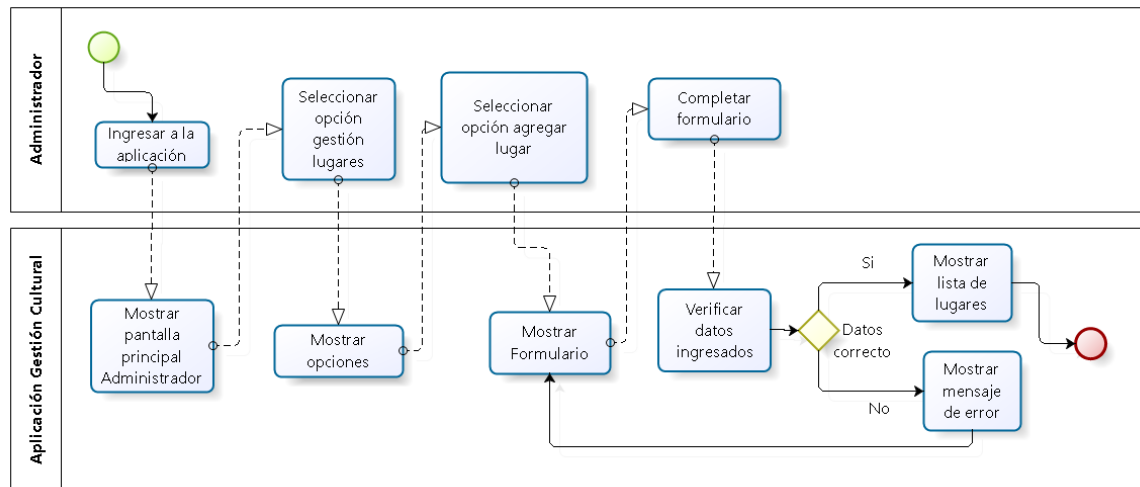 Administrador
Ingresar a la
aplicación
Seleccionar
opción
gestión
lugares
Seleccionar
opción agregar
lugar
Completar
formulario
Aplicación Gestión Cultural
Mostrar
pantalla
principal
Administrador
Mostrar
opciones
Mostrar
Formulario
Verificar
datos
ingresados
Datos
correcto
Si
Mostrar
lista de
lugares
No
Mostrar
mensaje
de error